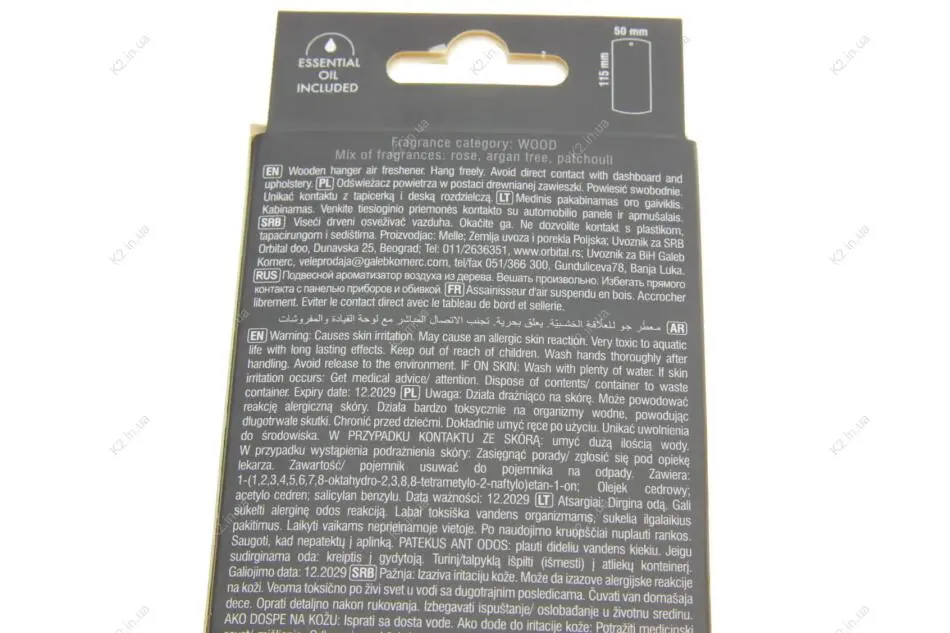 ESSENTIAL
OIL
INCLUDED
50 mm
115 mm
Fragrance category: WOOD
Mix of fragrances: rose, argan tree, patchouli
EN Wooden hanger air freshener. Hang freely. Avoid direct contact with dashboard and
upholstery. PL Odświeżacz powietrza w postaci drewnianej zawieszki. Powiesić swobodnie.
Unikać kontaktu z tapicerką i deską rozdzielczą. LT Medinis pakabinamas oro gaiviklis.
Kabinamas. Venkite tiesioginio priemonės kontakto su automobilio panele ir apmušalais.
SRB Viseći drveni osveživač vazduha. Okačite ga. Ne dozvolite kontakt s plastikom,
tapacirungom i sedištima. Proizvodjac: Melle; Zemlja uvoza i porekla Poljska; Uvoznik za SRB
Orbital doo, Dunavska 25, Beograd; Tel: 011/2636351, www.orbital.rs; Uvoznik za BiH Galeb
Komerc, veleprodaja@galebkomerc.com, tel/fax 051/366 300, Gunduliceva78, Banja Luka.
RUS Подвесной ароматизатор воздуха из дерева. Вешать произвольно. Избегать прямого
контакта с панелью приборов и обивкой. FR Assainisseur d'air suspendu en bois. Accrocher
librement. Eviter le contact direct avec le tableau de bord et sellerie.
AR معطر جو للعلاقة الخشبية. يعلق بحرية. تجنب الاتصال المباشر مع لوحة القيادة والمفروشات
EN Warning: Causes skin irritation. May cause an allergic skin reaction. Very toxic to aquatic
life with long lasting effects. Keep out of reach of children. Wash hands thoroughly after
handling. Avoid release to the environment. IF ON SKIN: Wash with plenty of water. If skin
irritation occurs: Get medical advice/ attention. Dispose of contents/ container to waste
container. Expiry date: 12.2029 PL Uwaga: Działa drażniąco na skórę. Może powodować
reakcję alergiczną skóry. Działa bardzo toksycznie na organizmy wodne, powodując
długotrwałe skutki. Chronić przed dziećmi. Dokładnie umyć ręce po użyciu. Unikać uwolnienia
do środowiska. W PRZYPADKU KONTAKTU ZE SKÓRĄ: umyć dużą ilością wody.
W przypadku wystąpienia podrażnienia skóry: Zasięgnąć porady/ zgłosić się pod opiekę
lekarza. Zawartość/ pojemnik usuwać do pojemnika na odpady. Zawiera:
1-(1,2,3,4,5,6,7,8-oktahydro-2,3,8,8-tetrametylo-2-naftylo)etan-1-on; Olejek cedrowy;
acetylo cedren; salicylan benzylu. Data ważności: 12.2029 LT Atsargiai: Dirgina odą. Gali
sukelti alerginę odos reakciją. Labai toksiška vandens organizmams, sukelia ilgalaikius
pakitimus. Laikyti vaikams neprieinamoje vietoje. Po naudojimo kruopščiai nuplauti rankos.
Saugoti, kad nepatektų į aplinką. PATEKUS ANT ODOS: plauti dideliu vandens kiekiu. Jeigu
sudirginama oda: kreiptis į gydytoją. Turinį/talpyklą išpilti (išmesti) į atliekų konteinerį.
Galiojimo data: 12.2029 SRB Pažnja: Izaziva iritaciju kože. Može da izazove alergijske reakcije
na koži. Veoma toksično po živi svet u vodi sa dugotrajnim posledicama. Čuvati van domašaja
dece. Oprati detaljno nakon rukovanja. Izbegavati ispuštanje/ oslobađanje u životnu sredinu.
AKO DOSPE NA KOŽU: Isprati sa dosta vode. Ako dođe do iritacije kože: Potražiti medicinski
K2.in.ua